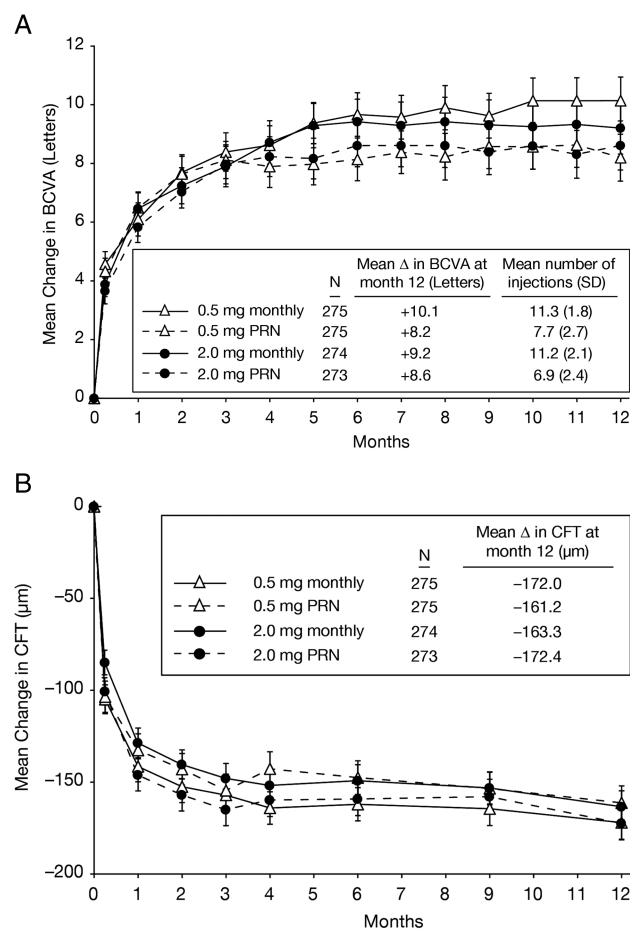 A
12
10
8
6
4
2
0
Mean Change in BCVA (Letters)
N Mean Δ in BCVA at month 12 (Letters) Mean number of injections (SD)
0.5 mg monthly 275 +10.1 11.3 (1.8)
0.5 mg PRN 275 +8.2 7.7 (2.7)
2.0 mg monthly 274 +9.2 11.2 (2.1)
2.0 mg PRN 273 +8.6 6.9 (2.4)
0 1 2 3 4 5 6 7 8 9 10 11 12
Months
B
0
−50
−100
−150
−200
Mean Change in CFT (µm)
N Mean Δ in CFT at month 12 (µm)
0.5 mg monthly 275 −172.0
0.5 mg PRN 275 −161.2
2.0 mg monthly 274 −163.3
2.0 mg PRN 273 −172.4
0 1 2 3 4 5 6 7 8 9 10 11 12
Months